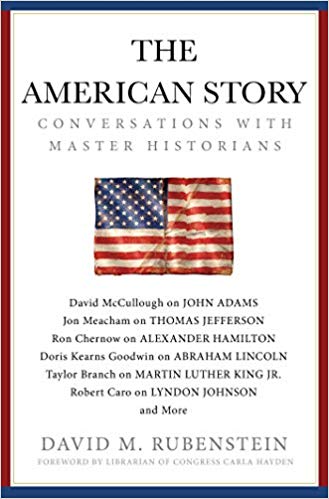 THE
AMERICAN STORY
CONVERSATIONS WITH
MASTER HISTORIANS
David McCullough on JOHN ADAMS
Jon Meacham on THOMAS JEFFERSON
Ron Chernow on ALEXANDER HAMILTON
Doris Kearns Goodwin on ABRAHAM LINCOLN
Taylor Branch on MARTIN LUTHER KING JR.
Robert Caro on LYNDON JOHNSON
and More
DAVID M. RUBENSTEIN
FOREWORD BY LIBRARIAN OF CONGRESS CARLA HAYDEN